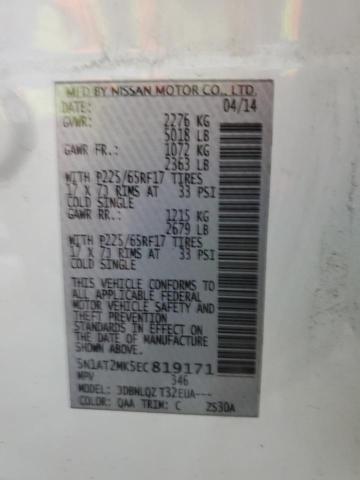 MFD BY NISSAN MOTOR CO., LTD.
DATE: 04/14
GVWR: 2276 KG
5018 LB
GAWR FR.: 1072 KG
2363 LB
WITH P225/65RF17 TIRES
17 X 7J RIMS AT 33 PSI
COLD SINGLE
GAWR RR.: 1215 KG
2679 LB
WITH P225/65RF17 TIRES
17 X 7J RIMS AT 33 PSI
COLD SINGLE
THIS VEHICLE CONFORMS TO
ALL APPLICABLE FEDERAL
MOTOR VEHICLE SAFETY AND
THEFT PREVENTION
STANDARDS IN EFFECT ON
THE DATE OF MANUFACTURE
SHOWN ABOVE.
5N1AT2MK5EC819171
MPV 346
MODEL: JDBNLQZ T32EUA---
COLOR: QAA TRIM: C 2S30A